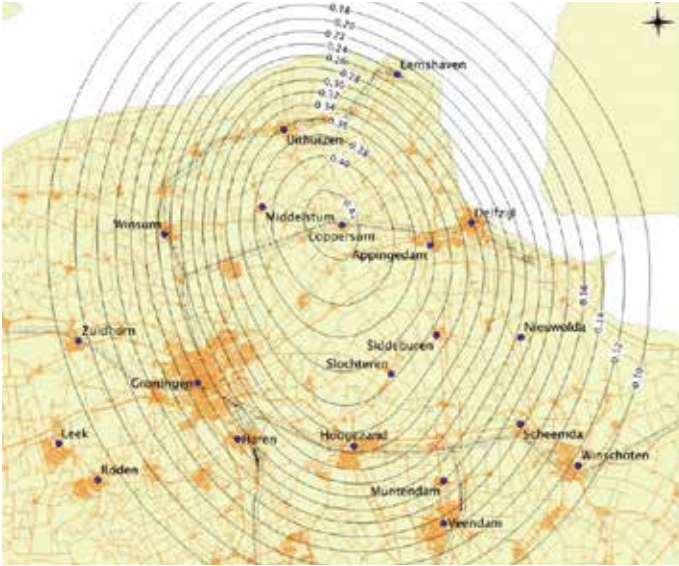 0.18
0.20
0.22
0.24
0.26
0.28
0.30
0.32
0.34
0.36
0.38
0.40
Eemshaven
Uithuizen
Middelstum
Winsum
Loppersum
Delfzijl
Appingedam
0.16
0.14
0.12
0.10
Zuidhorn
Siddeburen
Nieuwolda
Slochteren
Groningen
Leek
Haren
Hoogezand
Scheemda
Roden
Winschoten
Muntendam
Veendam